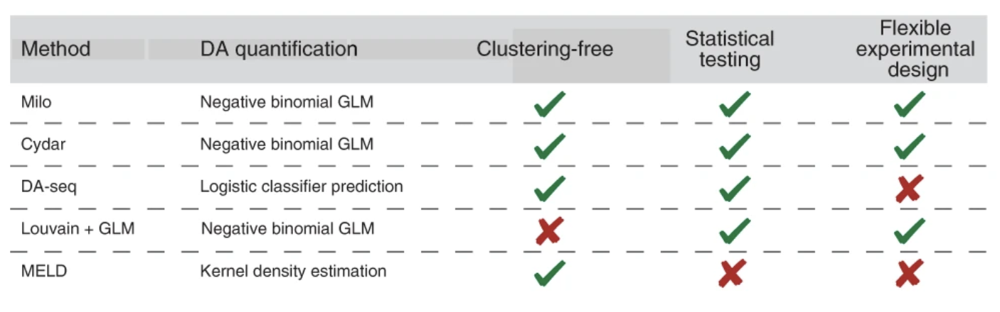 Method DA quantification Clustering-free Statistical testing Flexible experimental design
Milo Negative binomial GLM ✔ ✔ ✔
Cydar Negative binomial GLM ✔ ✔ ✔
DA-seq Logistic classifier prediction ✔ ✔ ✘
Louvain + GLM Negative binomial GLM ✘ ✔ ✔
MELD Kernel density estimation ✔ ✘ ✘